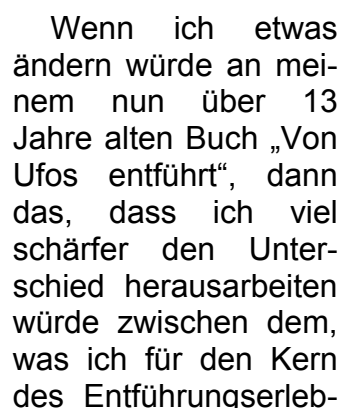 Wenn ich etwas
ändern würde an mei-
nem nun über 13
Jahre alten Buch „Von
Ufos entführt“, dann
das, dass ich viel
schärfer den Unter-
schied herausarbeiten
würde zwischen dem,
was ich für den Kern
des Entführungserleb-